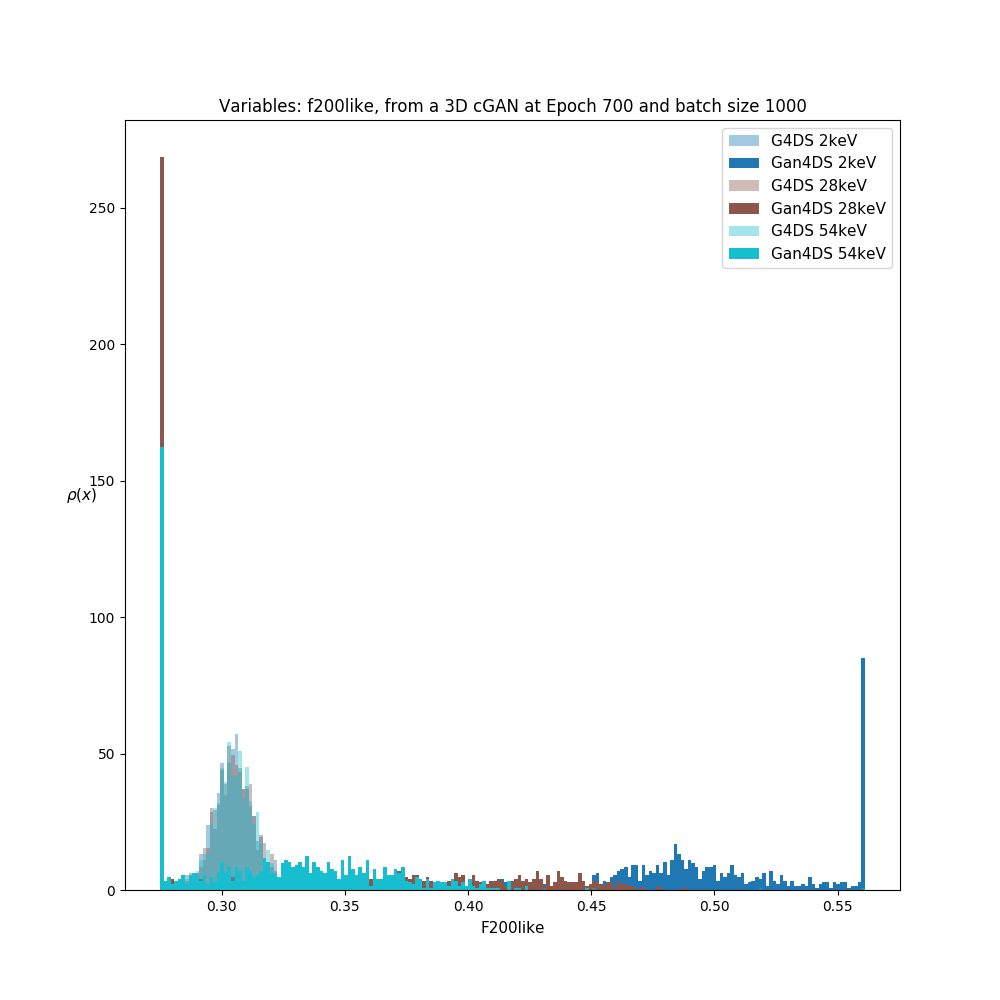 Variables: f200like, from a 3D cGAN at Epoch 700 and batch size 1000
G4DS 2keV
Gan4DS 2keV
G4DS 28keV
Gan4DS 28keV
G4DS 54keV
Gan4DS 54keV
250
200
150
ρ(x)
100
50
0
0.30 0.35 0.40 0.45 0.50 0.55
F200like